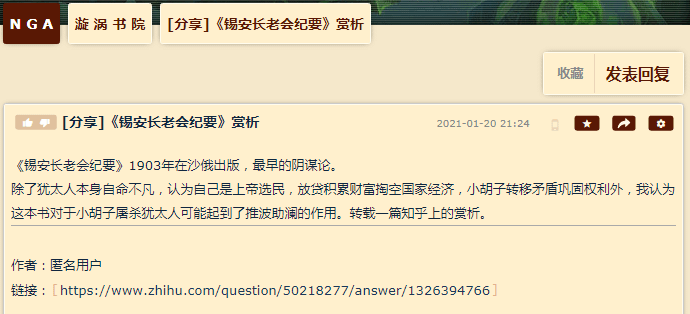 NGA 漩涡书院 [分享]《锡安长老会纪要》赏析
收藏 发表回复
[分享]《锡安长老会纪要》赏析 2021-01-20 21:24
《锡安长老会纪要》1903年在沙俄出版，最早的阴谋论。
除了犹太人本身自命不凡，认为自己是上帝选民，放贷积累财富掏空国家经济，小胡子转移矛盾巩固权利外，我认为
这本书对于小胡子屠杀犹太人可能起到了推波助澜的作用。转载一篇知乎上的赏析。
作者：匿名用户
链接：[https://www.zhihu.com/question/50218277/answer/1326394766]